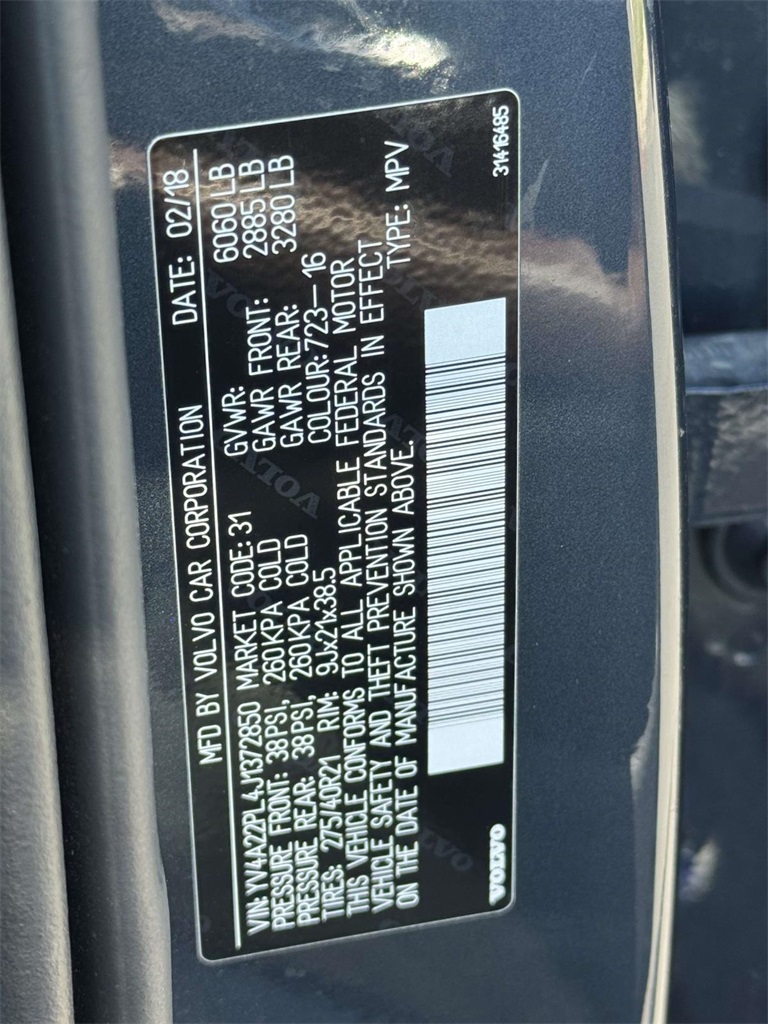 MFD BY VOLVO CAR CORPORATION DATE: 02/18
VIN: YV4A22PL4J1372850 MARKET CODE: 31 GVWR: 6060 LB
PRESSURE FRONT: 38PSI, 260KPA COLD GAWR FRONT: 2885 LB
PRESSURE REAR: 38PSI, 260KPA COLD GAWR REAR: 3280 LB
TIRES: 275/40R21 RIM: 9Jx21x38.5 COLOUR: 723-16
THIS VEHICLE CONFORMS TO ALL APPLICABLE FEDERAL MOTOR
VEHICLE SAFETY AND THEFT PREVENTION STANDARDS IN EFFECT
ON THE DATE OF MANUFACTURE SHOWN ABOVE. TYPE: MPV
VOLVO 31416485